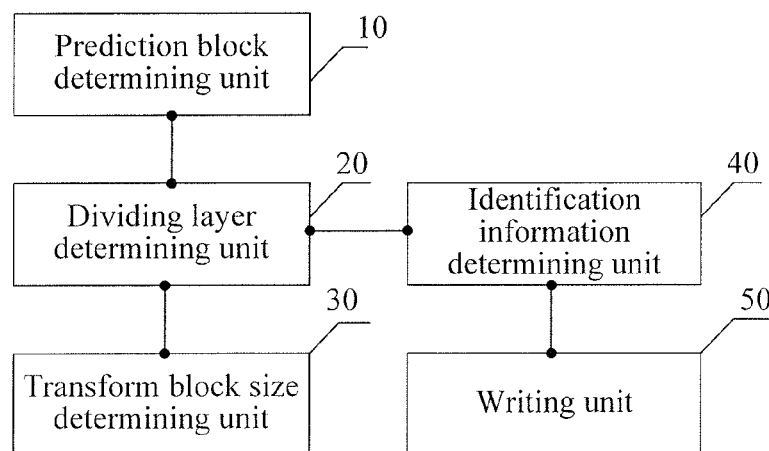 10
Prediction block
determining unit
20
Dividing layer
determining unit
40
Identification
information
determining unit
30
Transform block size
determining unit
50
Writing unit